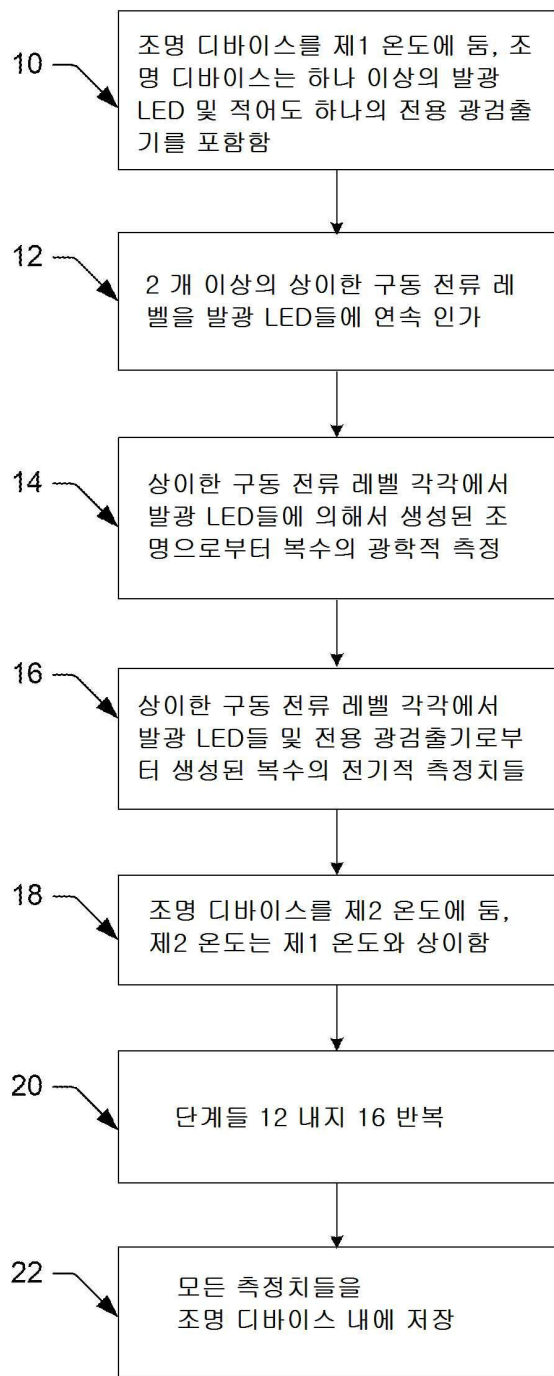 10
조명 디바이스를 제1 온도에 둠, 조
명 디바이스는 하나 이상의 발광
LED 및 적어도 하나의 전용 광검출
기를 포함함
12
2 개 이상의 상이한 구동 전류 레
벨을 발광 LED들에 연속 인가
14
상이한 구동 전류 레벨 각각에서
발광 LED들에 의해서 생성된 조
명으로부터 복수의 광학적 측정
16
상이한 구동 전류 레벨 각각에서
발광 LED들 및 전용 광검출기로부
터 생성된 복수의 전기적 측정치들
18
조명 디바이스를 제2 온도에 둠,
제2 온도는 제1 온도와 상이함
20
단계들 12 내지 16 반복
22
모든 측정치들을
조명 디바이스 내에 저장